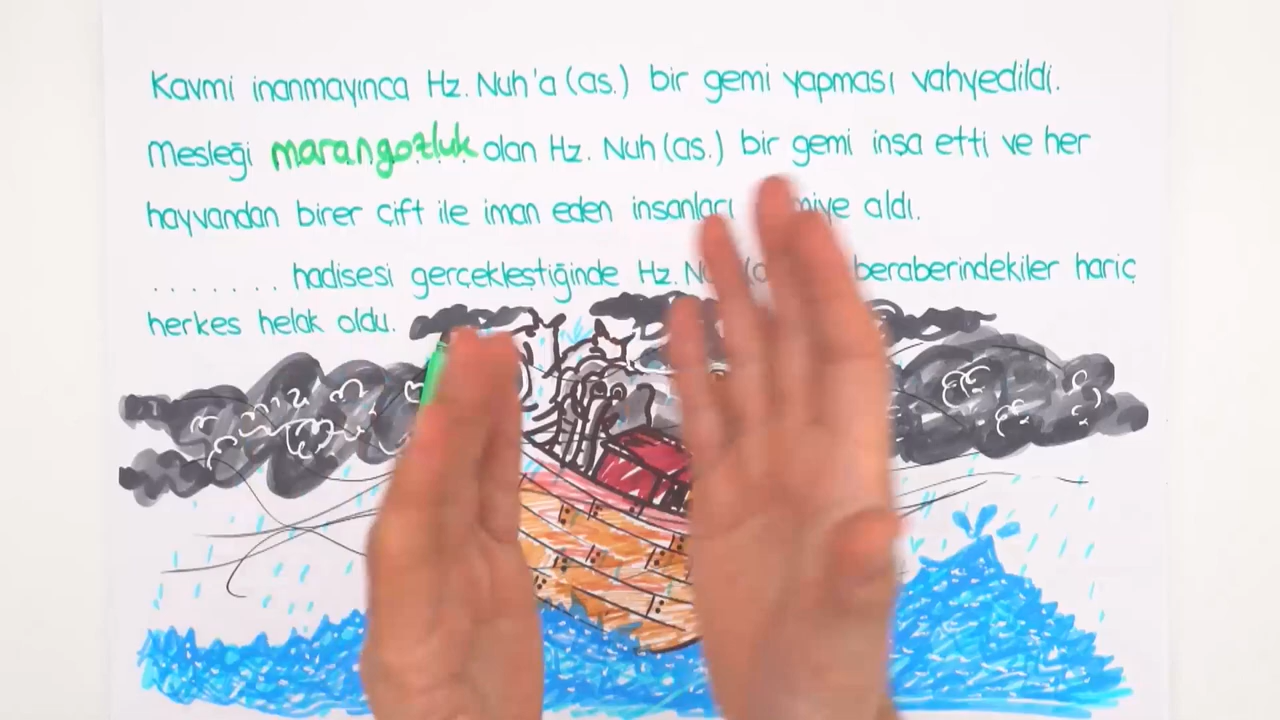 Kavmi inanmayınca Hz. Nuh'a (as.) bir gemi yapması vahyedildi.
Mesleği marangozluk olan Hz. Nuh (as.) bir gemi inşa etti ve her
hayvandan birer çift ile iman eden insanları aldı.
....... hadisesi gerçekleştiğinde Hz. beraberindekiler hariç
herkes helak oldu.